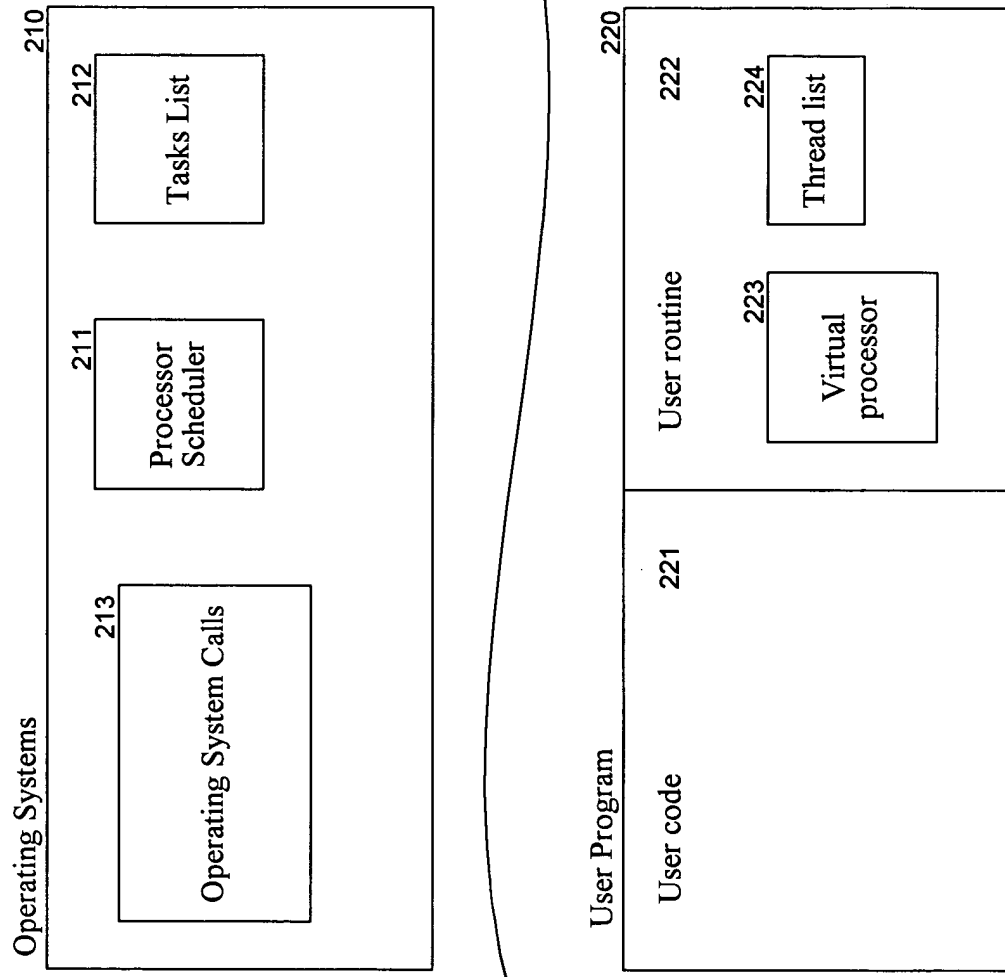 Operating Systems
210
213
Operating System Calls
211
Processor
Scheduler
212
Tasks List
User Program
220
User code
221
User routine
222
223
Virtual
processor
224
Thread list